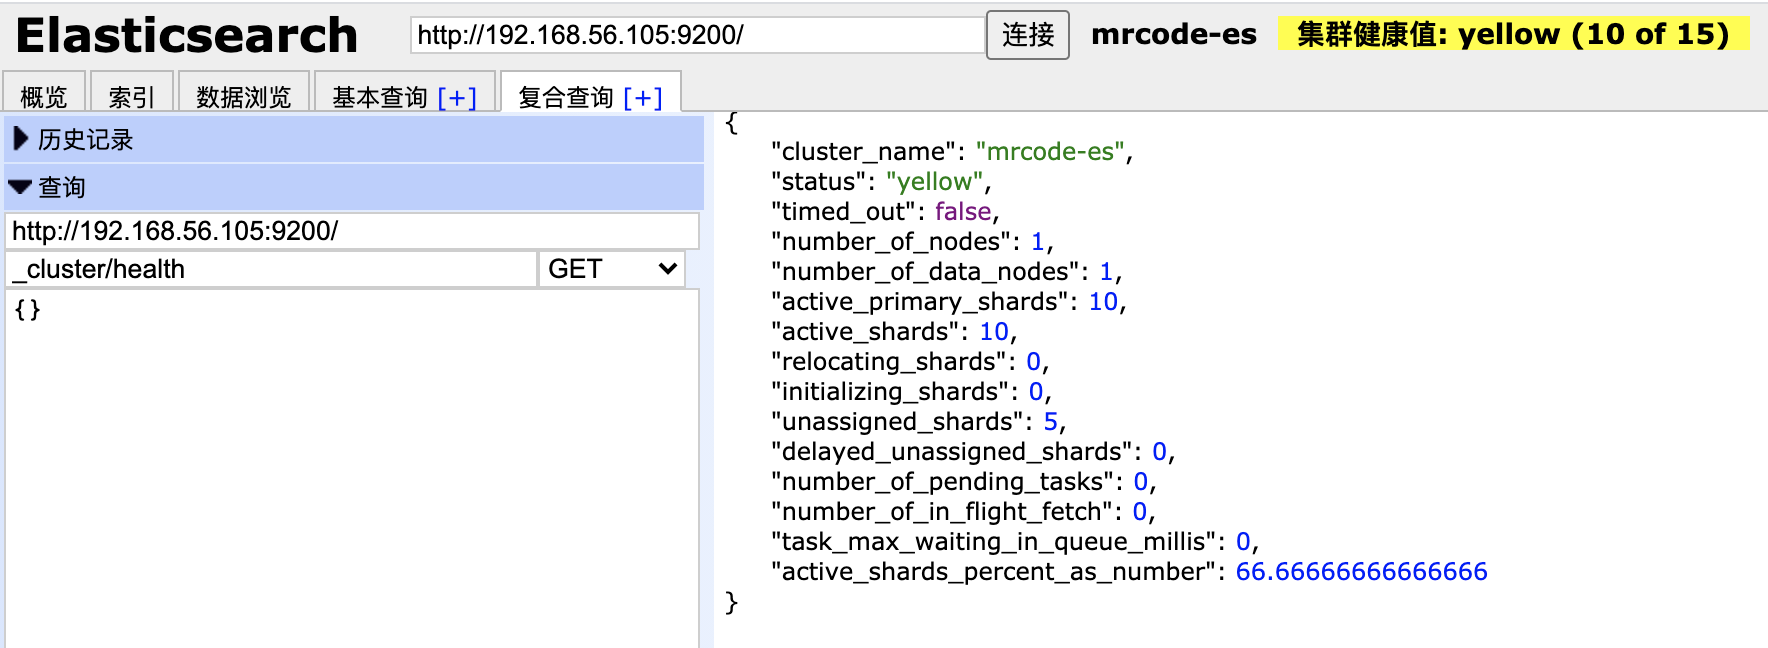 Elasticsearch http://192.168.56.105:9200/ 连接 mrcode-es 集群健康值: yellow (10 of 15)
概览 索引 数据浏览 基本查询 [+] 复合查询 [+]
历史记录
查询
http://192.168.56.105:9200/
_cluster/health GET
{}
{
"cluster_name": "mrcode-es",
"status": "yellow",
"timed_out": false,
"number_of_nodes": 1,
"number_of_data_nodes": 1,
"active_primary_shards": 10,
"active_shards": 10,
"relocating_shards": 0,
"initializing_shards": 0,
"unassigned_shards": 5,
"delayed_unassigned_shards": 0,
"number_of_pending_tasks": 0,
"number_of_in_flight_fetch": 0,
"task_max_waiting_in_queue_millis": 0,
"active_shards_percent_as_number": 66.66666666666666
}